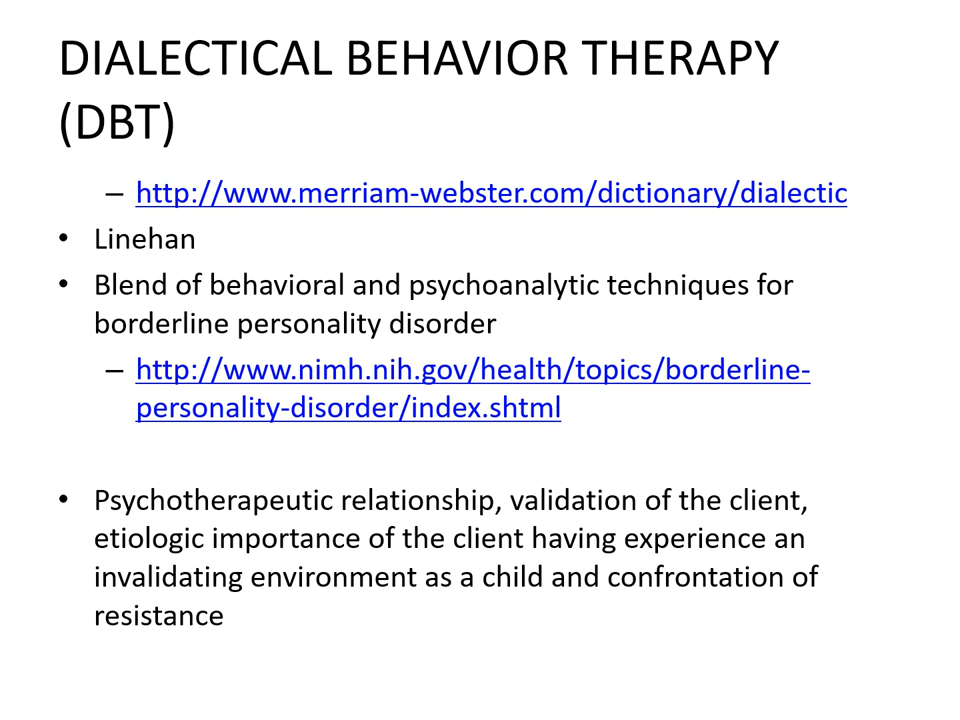 DIALECTICAL BEHAVIOR THERAPY
(DBT)
– http://www.merriam-webster.com/dictionary/dialectic
• Linehan
• Blend of behavioral and psychoanalytic techniques for
borderline personality disorder
– http://www.nimh.nih.gov/health/topics/borderline-
personality-disorder/index.shtml
• Psychotherapeutic relationship, validation of the client,
etiologic importance of the client having experience an
invalidating environment as a child and confrontation of
resistance